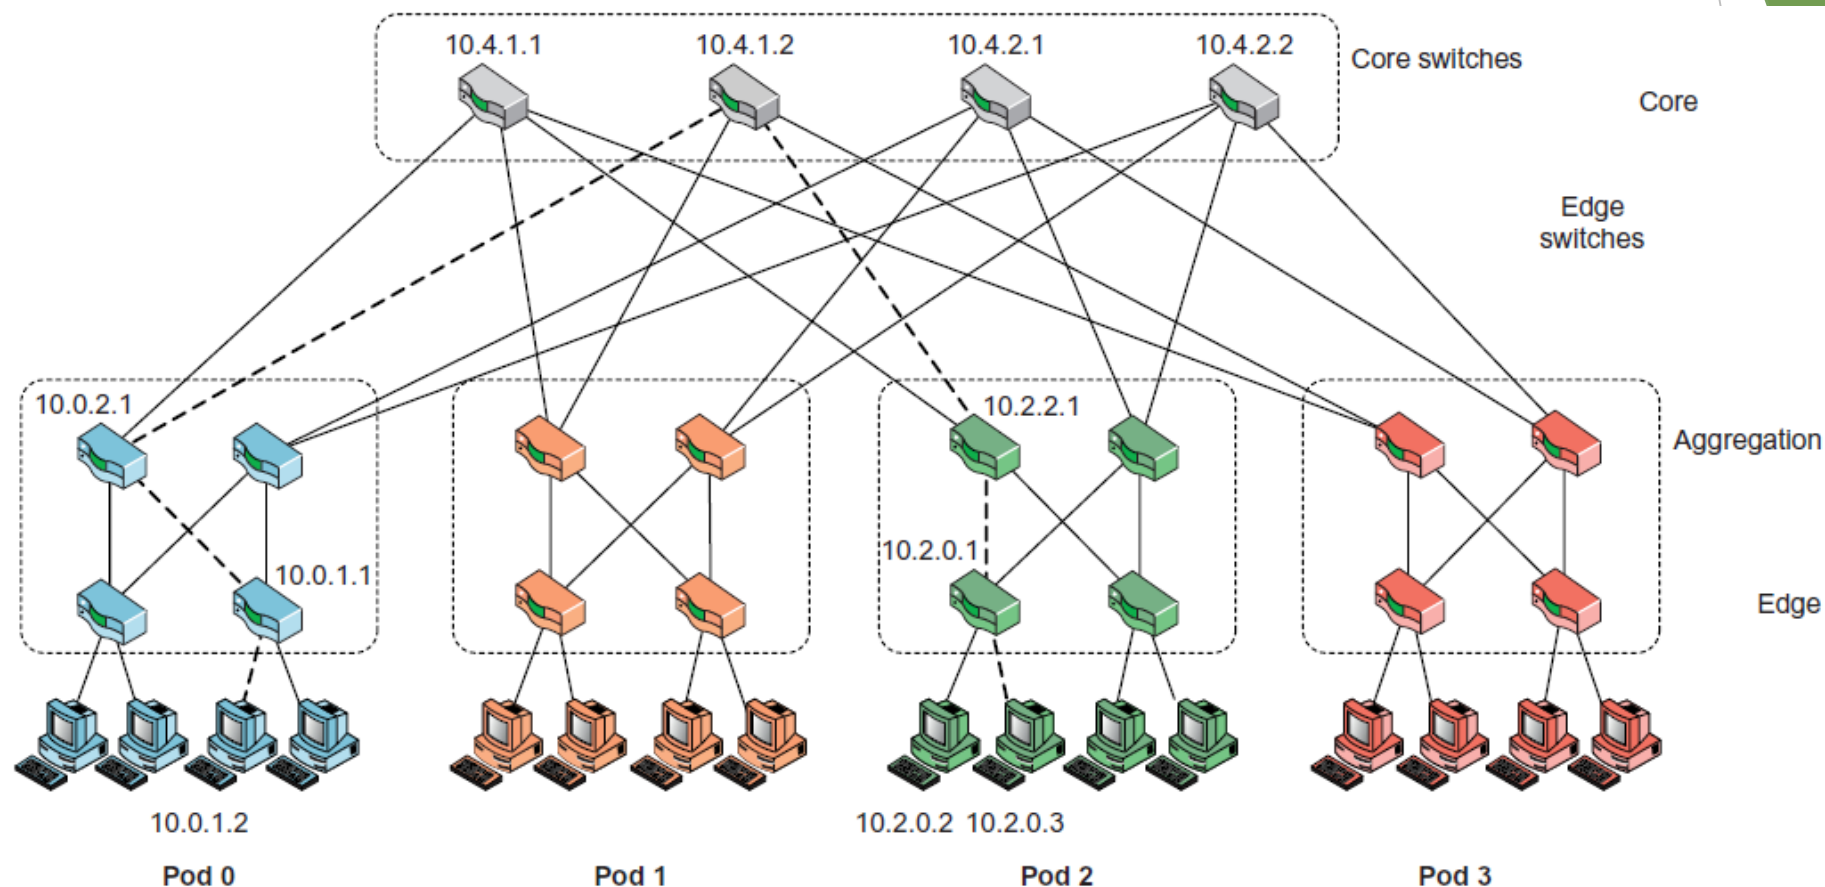 10.4.1.1 10.4.1.2 10.4.2.1 10.4.2.2
Core switches
Core
Edge
switches
10.0.2.1
10.2.2.1
Aggregation
10.2.0.1
10.0.1.1
Edge
10.0.1.2
10.2.0.2 10.2.0.3
Pod 0 Pod 1 Pod 2 Pod 3